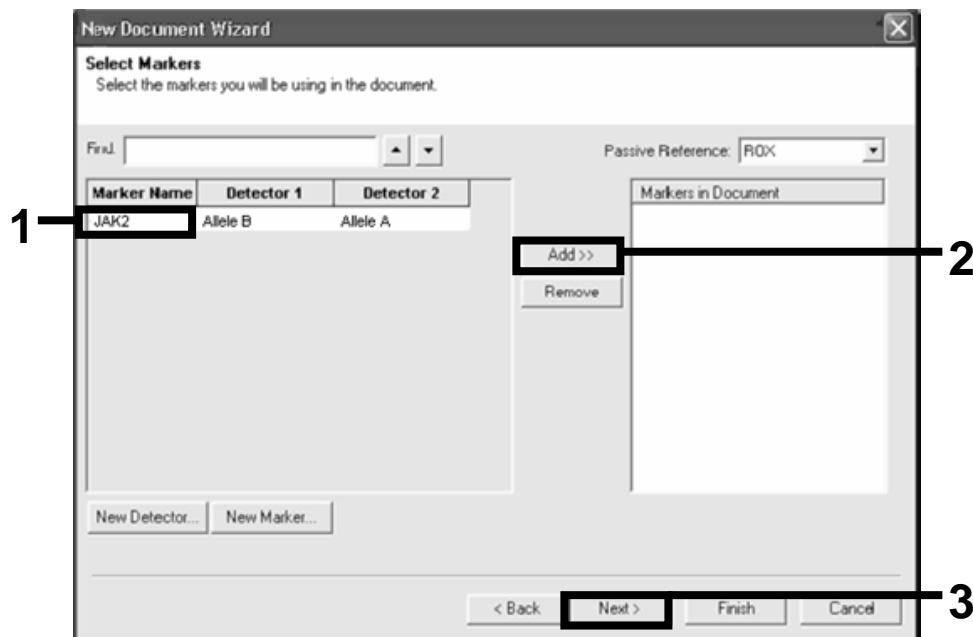 New Document Wizard
Select Markers
Select the markers you will be using in the document.
Find. Passive Reference: ROX
Marker Name Detector 1 Detector 2 Markers in Document
1 JAK2 Allele B Allele A
Add >> 2
Remove
New Detector... New Marker...
< Back Next > Finish Cancel 3